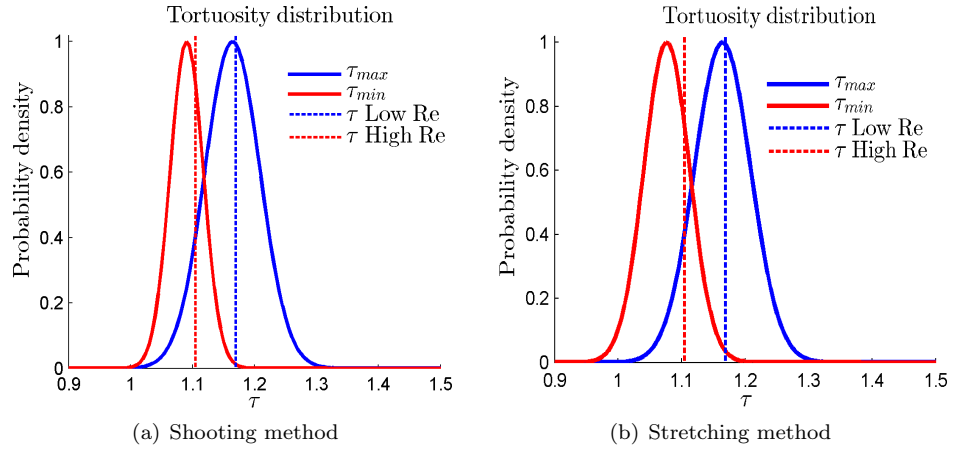 Tortuosity distribution
Probability density
1
0.8
0.6
0.4
0.2
0
τmax
τmin
τ Low Re
τ High Re
0.9 1 1.1 1.2 1.3 1.4 1.5
τ
(a) Shooting method
Tortuosity distribution
Probability density
1
0.8
0.6
0.4
0.2
0
τmax
τmin
τ Low Re
τ High Re
0.9 1 1.1 1.2 1.3 1.4 1.5
τ
(b) Stretching method